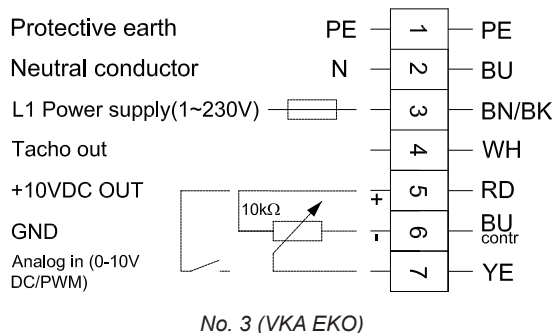 Protective earth PE 1 PE
Neutral conductor N 2 BU
L1 Power supply(1~230V) 3 BN/BK
Tacho out 4 WH
+10VDC OUT + 5 RD
10kΩ
GND - 6 BU contr
Analog in (0-10V DC/PWM) 7 YE
No. 3 (VKA EKO)